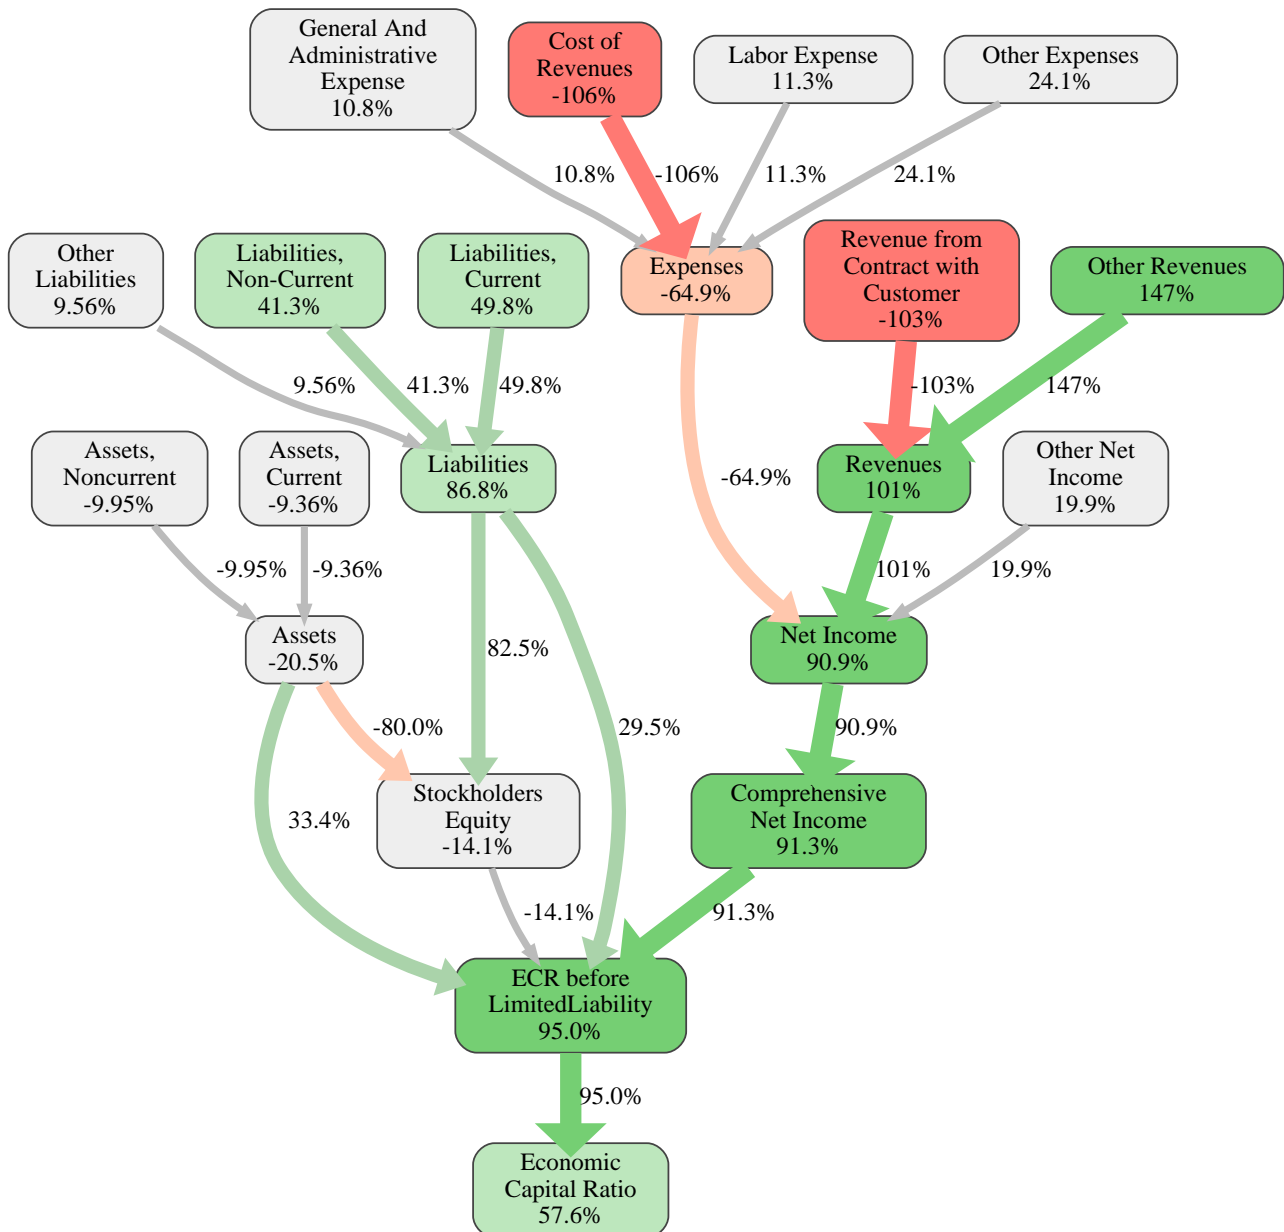 General And
Administrative
Expense
10.8%
Cost of
Revenues
-106%
Labor Expense
11.3%
Other Expenses
24.1%
10.8%
-106%
11.3%
24.1%
Other
Liabilities
9.56%
Liabilities,
Non-Current
41.3%
Liabilities,
Current
49.8%
Expenses
-64.9%
Revenue from
Contract with
Customer
-103%
Other Revenues
147%
9.56%
41.3%
49.8%
-103%
147%
Assets,
Noncurrent
-9.95%
Assets,
Current
-9.36%
Liabilities
86.8%
-64.9%
Revenues
101%
Other Net
Income
19.9%
-9.95%
-9.36%
101%
19.9%
Assets
-20.5%
82.5%
Net Income
90.9%
-80.0%
29.5%
90.9%
33.4%
Stockholders
Equity
-14.1%
Comprehensive
Net Income
91.3%
-14.1%
91.3%
ECR before
LimitedLiability
95.0%
95.0%
Economic
Capital Ratio
57.6%